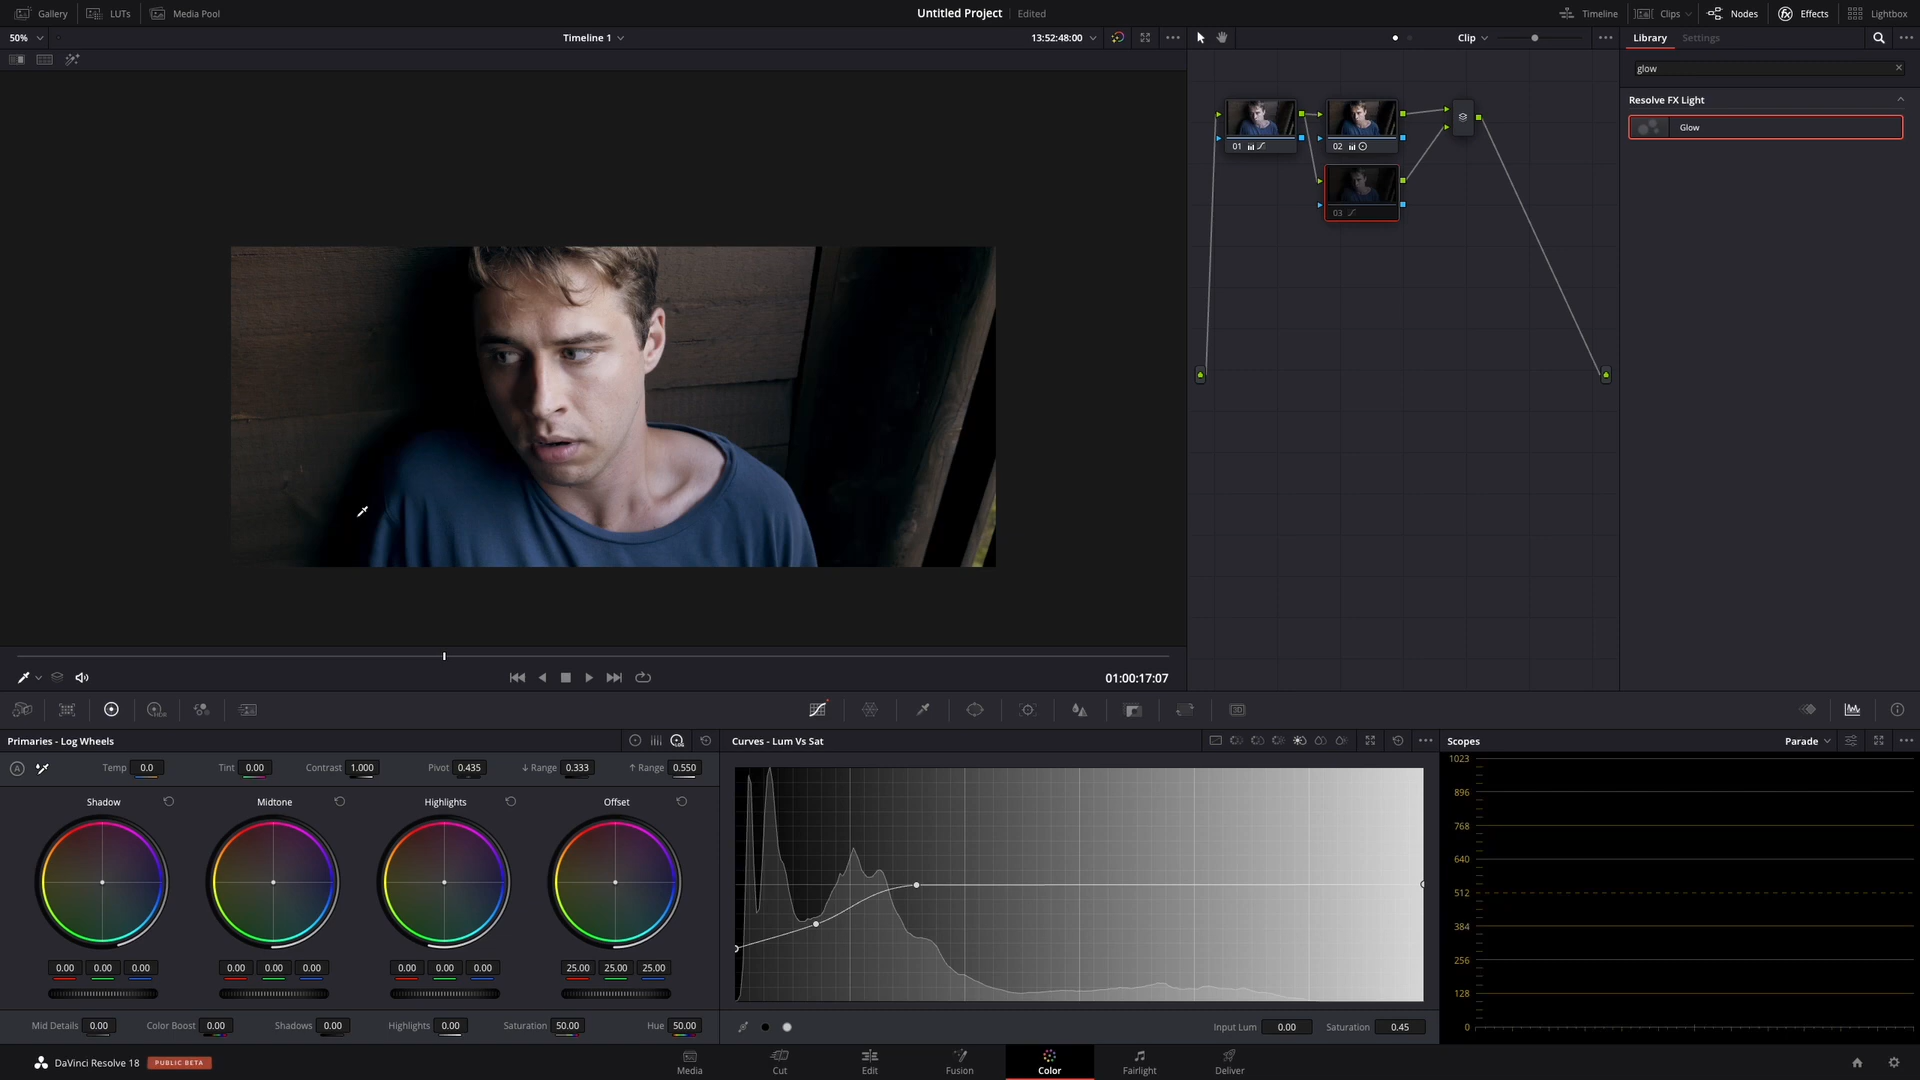 Gallery LUTs Media Pool Untitled Project Edited Timeline Clips Nodes Effects Lightbox
50% Timeline 1 13:52:48:00 Clip Library Settings
glow
Resolve FX Light
Glow
01
02
03
01:00:17:07
Primaries - Log Wheels
Temp 0.0 Tint 0.00 Contrast 1.000 Pivot 0.435 ↓ Range 0.333 ↑ Range 0.550
Shadow Midtone Highlights Offset
0.00 0.00 0.00 0.00 0.00 0.00 0.00 0.00 0.00 25.00 25.00 25.00
Mid Details 0.00 Color Boost 0.00 Shadows 0.00 Highlights 0.00 Saturation 50.00 Hue 50.00
Curves - Lum Vs Sat
Input Lum 0.00 Saturation 0.45
Scopes Parade
1023
896
768
640
512
384
256
128
0
HDR
3D
A
DaVinci Resolve 18 PUBLIC BETA
Media Cut Edit Fusion Color Fairlight Deliver